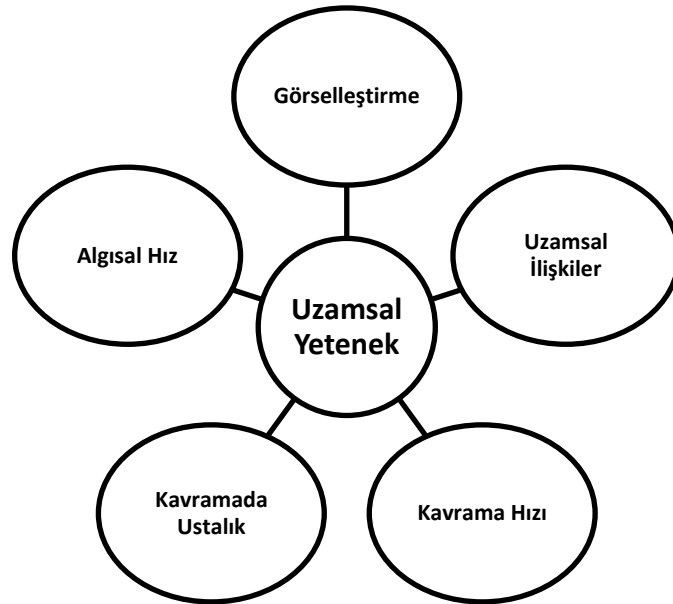 Görselleştirme
Algısal Hız
Uzamsal
İlişkiler
Uzamsal
Yetenek
Kavramada
Ustalık
Kavrama Hızı